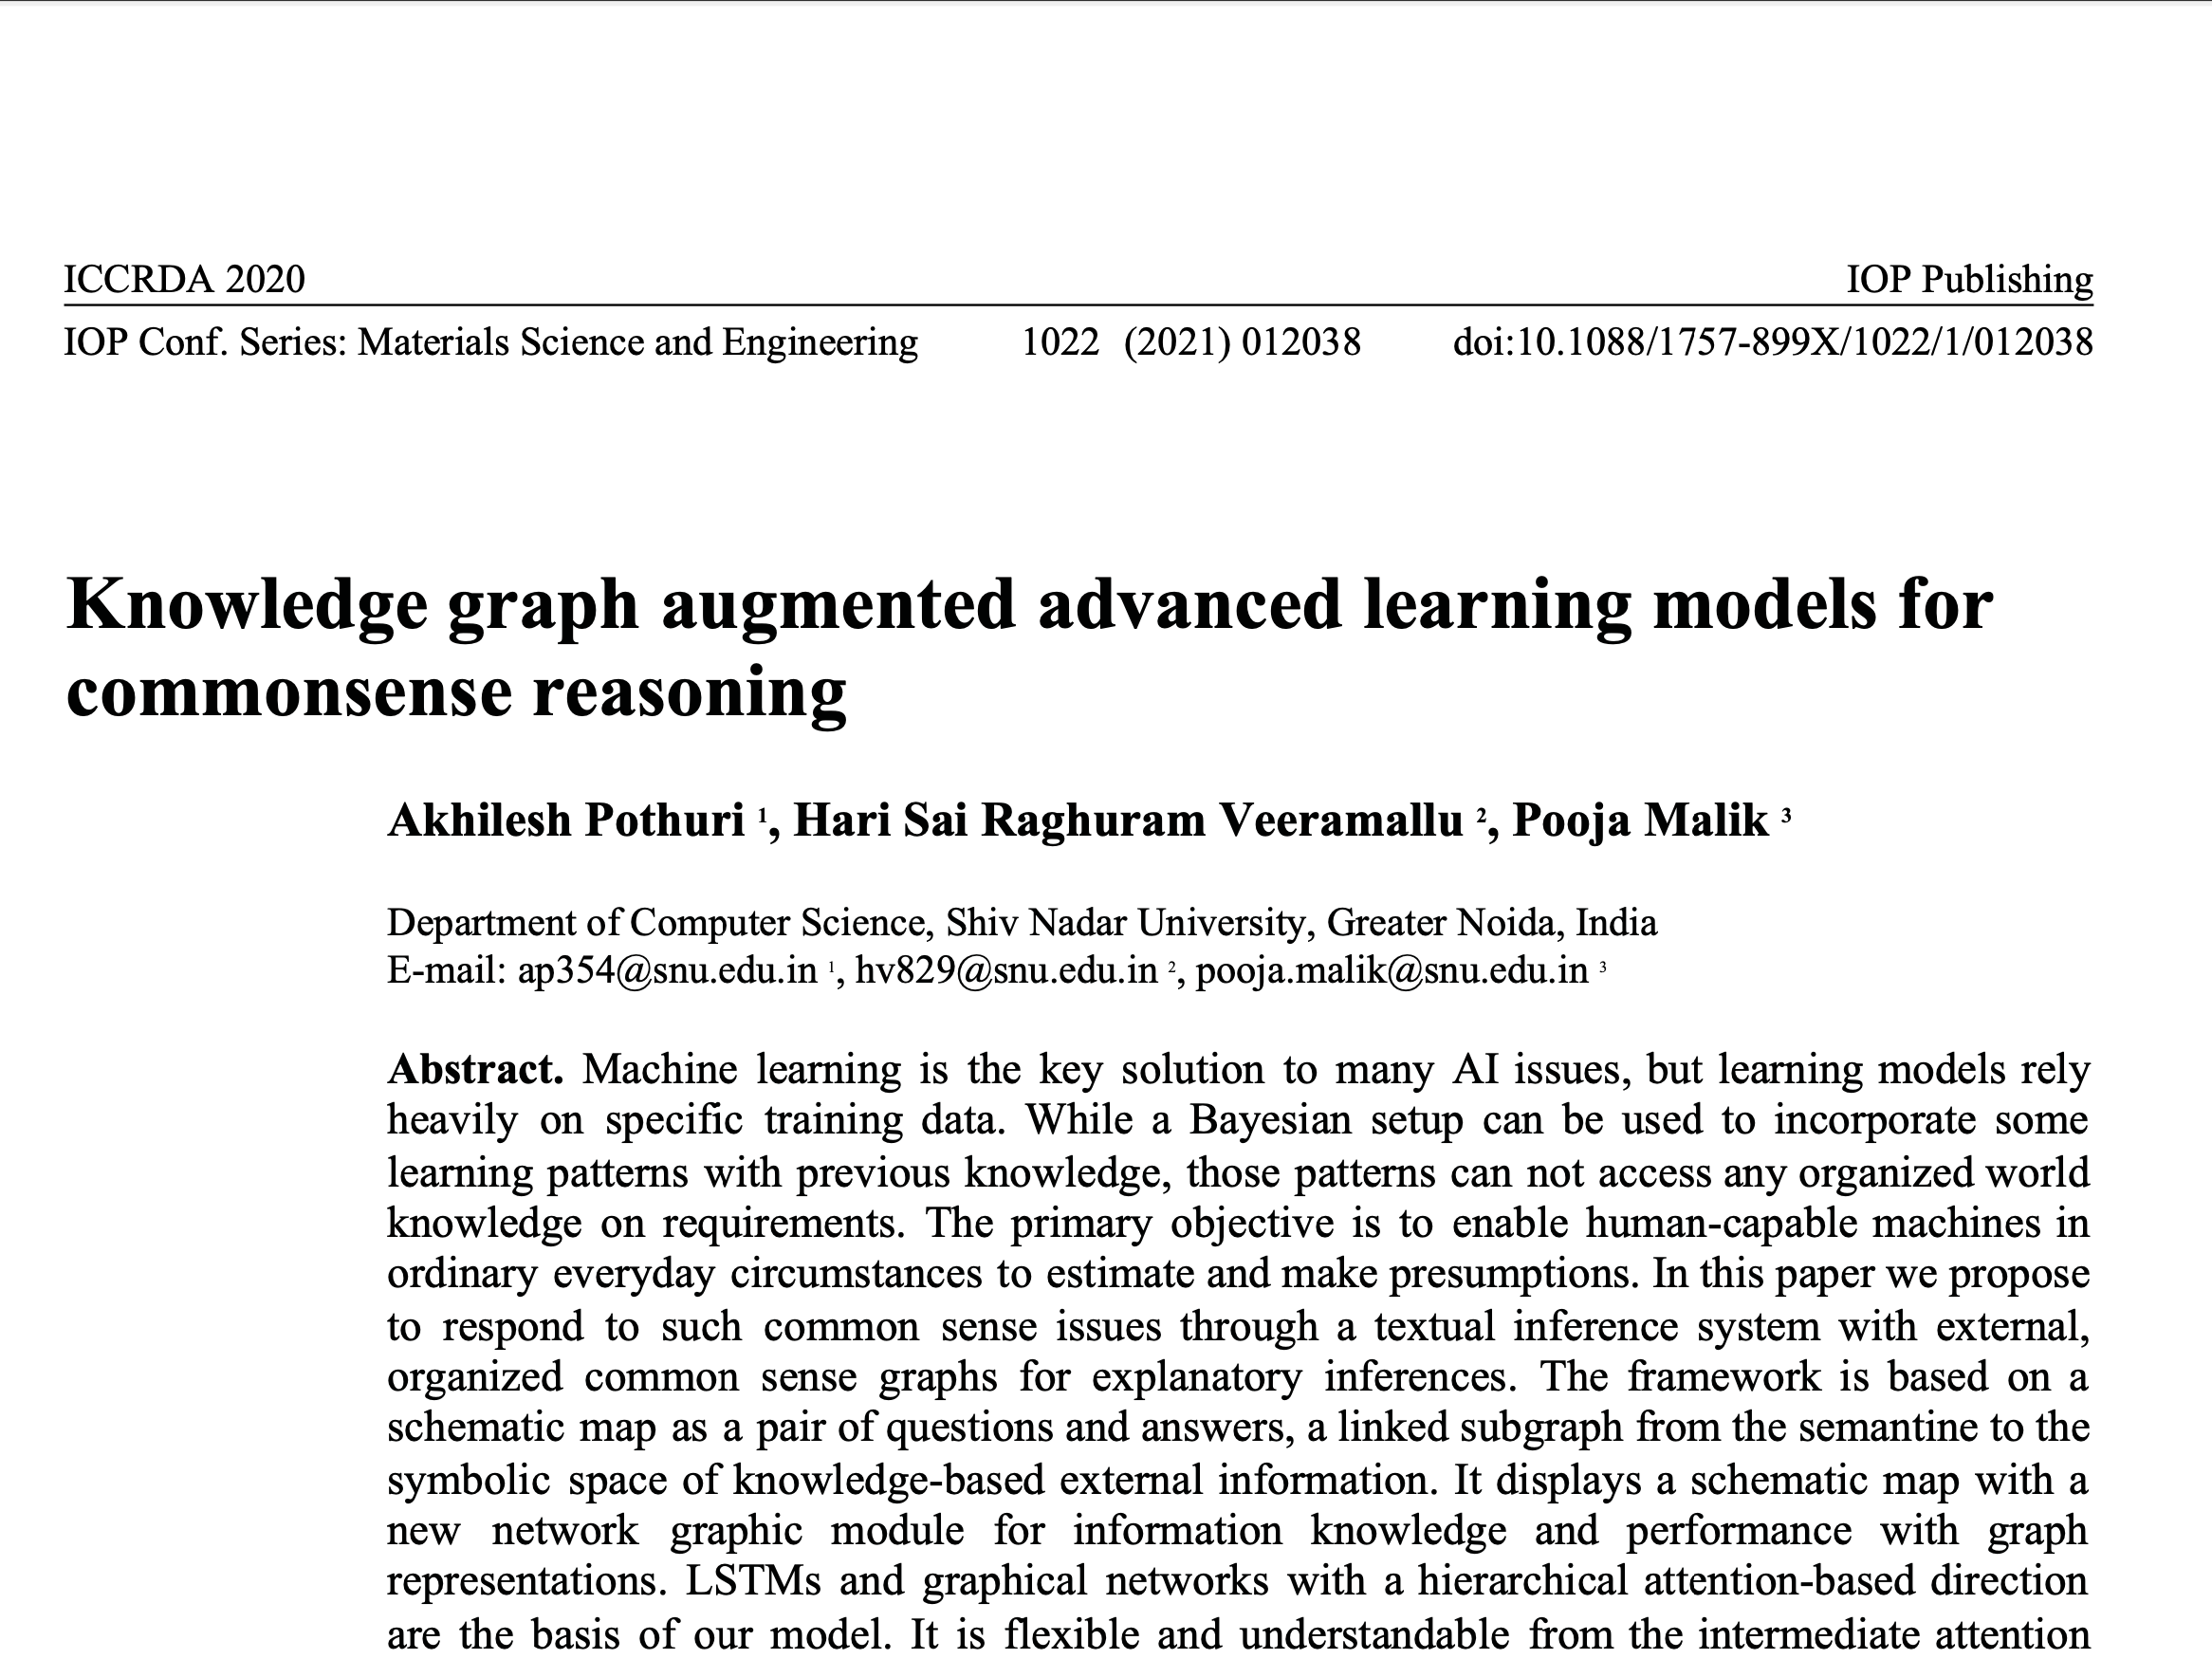 ICCRDA 2020 IOP Publishing
IOP Conf. Series: Materials Science and Engineering 1022 (2021) 012038 doi:10.1088/1757-899X/1022/1/012038
Knowledge graph augmented advanced learning models for
commonsense reasoning
Akhilesh Pothuri ¹, Hari Sai Raghuram Veeramallu ², Pooja Malik ³
Department of Computer Science, Shiv Nadar University, Greater Noida, India
E-mail: ap354@snu.edu.in ¹, hv829@snu.edu.in ², pooja.malik@snu.edu.in ³
Abstract. Machine learning is the key solution to many AI issues, but learning models rely
heavily on specific training data. While a Bayesian setup can be used to incorporate some
learning patterns with previous knowledge, those patterns can not access any organized world
knowledge on requirements. The primary objective is to enable human-capable machines in
ordinary everyday circumstances to estimate and make presumptions. In this paper we propose
to respond to such common sense issues through a textual inference system with external,
organized common sense graphs for explanatory inferences. The framework is based on a
schematic map as a pair of questions and answers, a linked subgraph from the semantine to the
symbolic space of knowledge-based external information. It displays a schematic map with a
new network graphic module for information knowledge and performance with graph
representations. LSTMs and graphical networks with a hierarchical attention-based direction
are the basis of our model. It is flexible and understandable from the intermediate attention